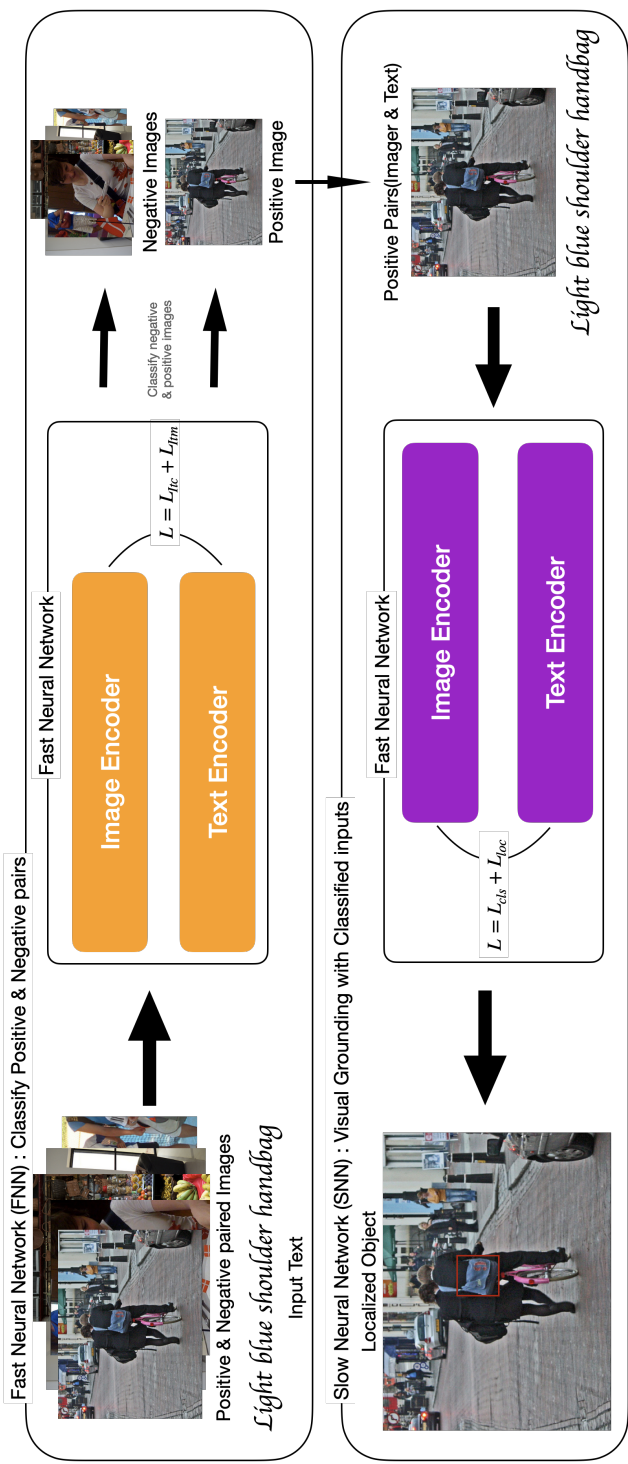 Fast Neural Network (FNN) : Classify Positive & Negative pairs
Positive & Negative paired Images
Light blue shoulder handbag
Input Text
Fast Neural Network
Image Encoder
Text Encoder
L = L_Itc + L_Itm
Classify negative
& positive images
Negative Images
Positive Image
Slow Neural Network (SNN) : Visual Grounding with Classified inputs
Positive Pairs(Imager & Text)
Light blue shoulder handbag
Fast Neural Network
Image Encoder
Text Encoder
L = L_cls + L_loc
Localized Object